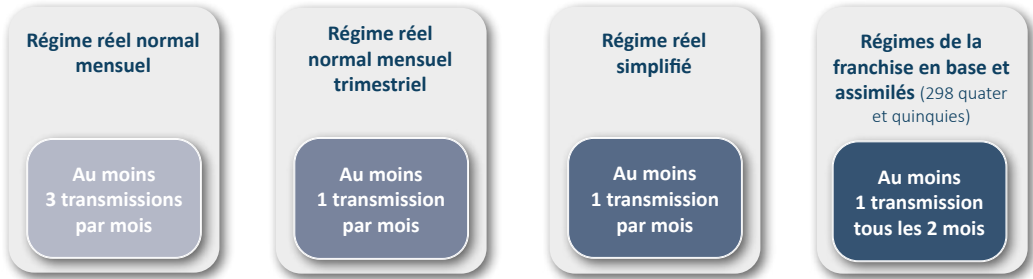 Régime réel normal
mensuel
Au moins
3 transmissions
par mois
Régime réel
normal mensuel
trimestriel
Au moins
1 transmission
par mois
Régime réel
simplifié
Au moins
1 transmission
par mois
Régimes de la
franchise en base et
assimilés (298 quater
et quinquies)
Au moins
1 transmission
tous les 2 mois